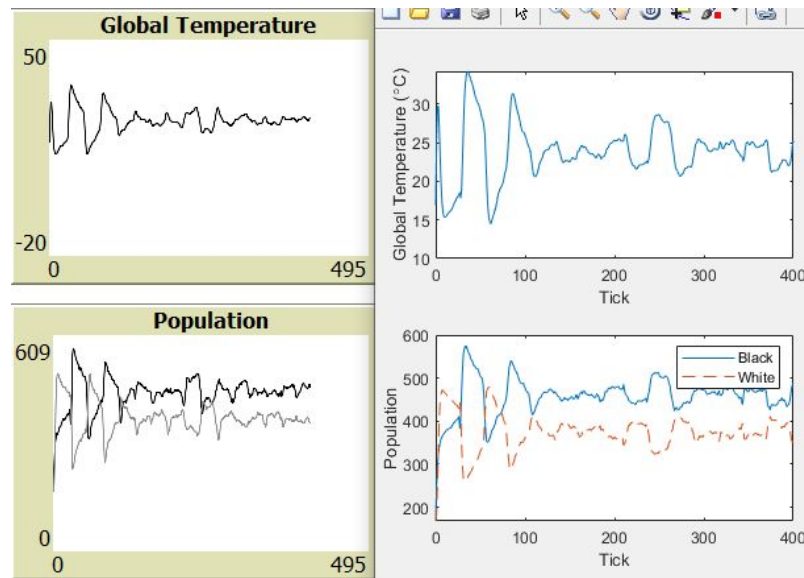 Global Temperature
50
-20
0 495
Population
609
0
0 495
Global Temperature (°C)
30
25
20
15
10
0 100 200 300 400
Tick
Population
600
500
400
300
200
0 100 200 300 400
Tick
Black
White